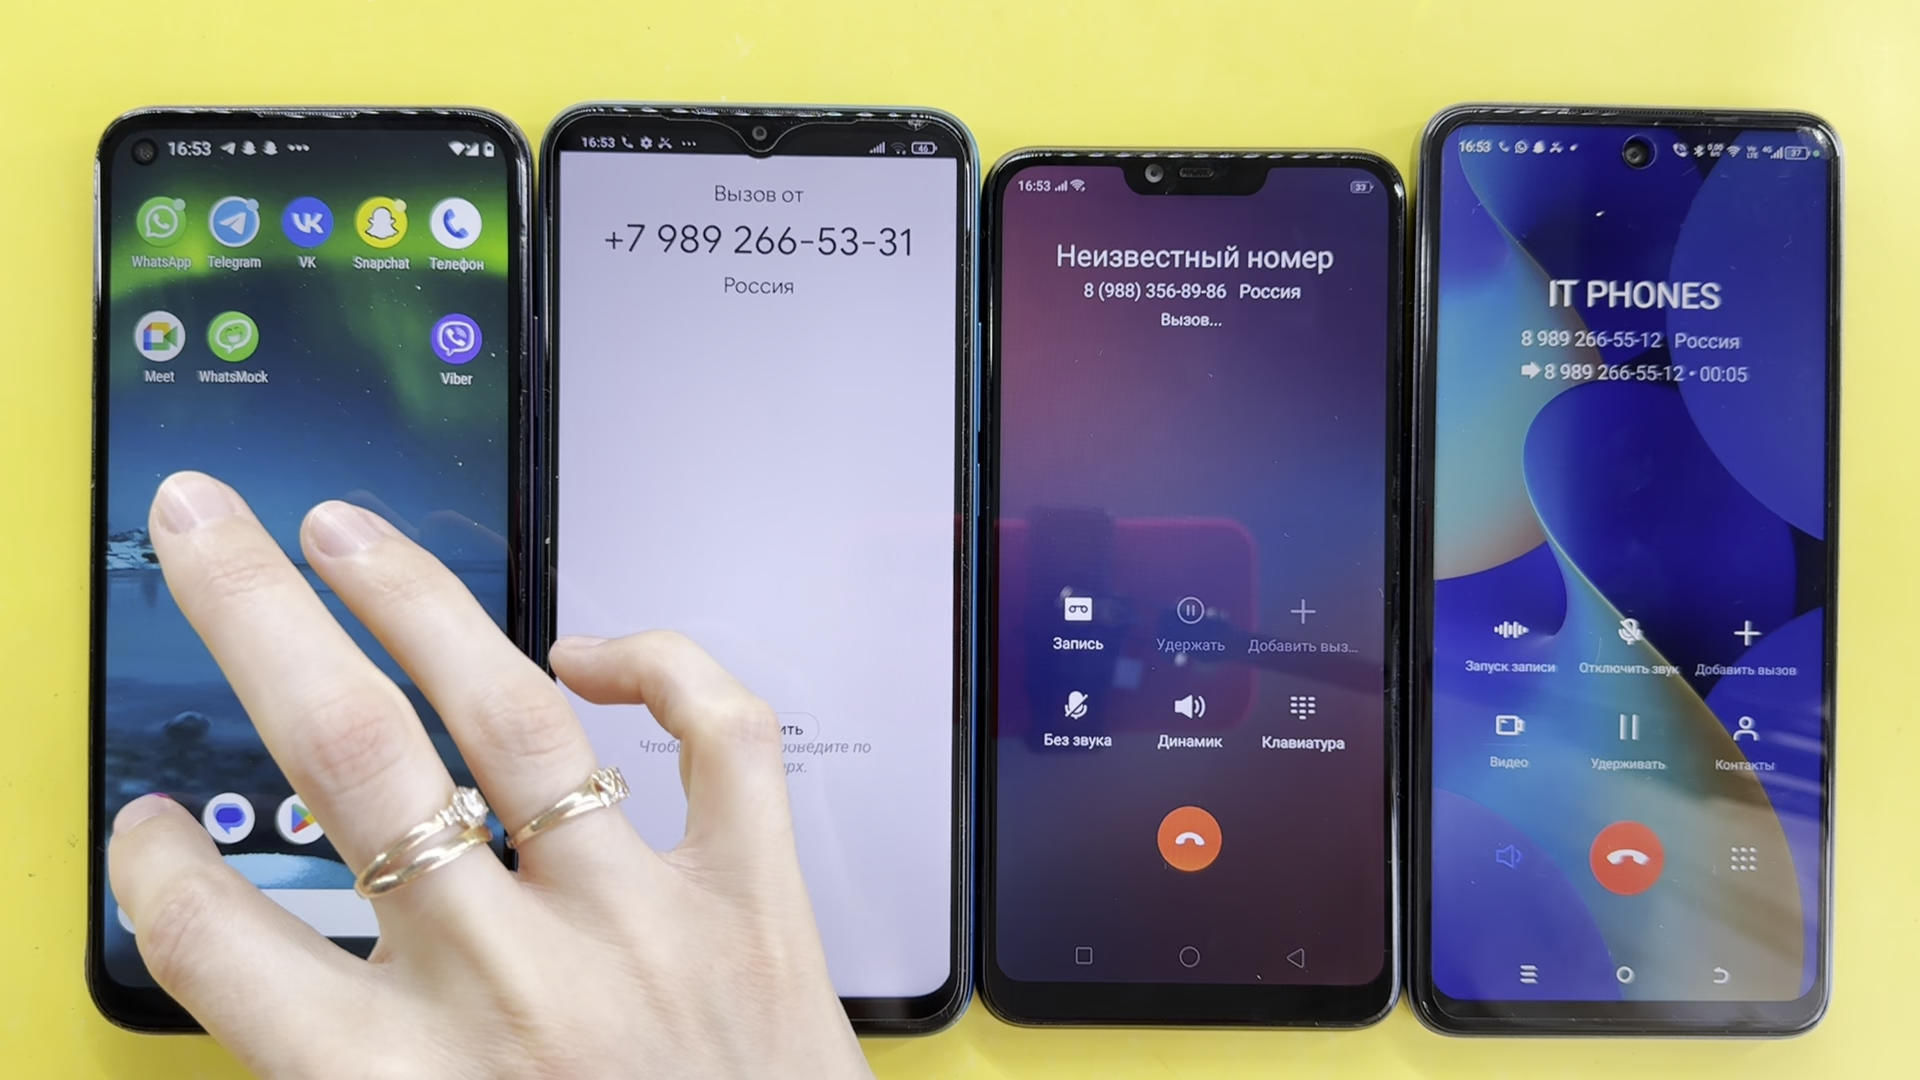 16:53
WhatsApp
Telegram
VK
Snapchat
Телефон
Meet
WhatsMock
Viber
16:53
46
Вызов от
+7 989 266-53-31
Россия
16:53
33
Неизвестный номер
8 (988) 356-89-86 Россия
Вызов...
Запись
Удержать
Добавить выз...
Без звука
Динамик
Клавиатура
16:53
37
IT PHONES
8 989 266-55-12 Россия
8 989 266-55-12 • 00:05
Запуск записи
Отключить звук
Добавить вызов
Видео
Удерживать
Контакты